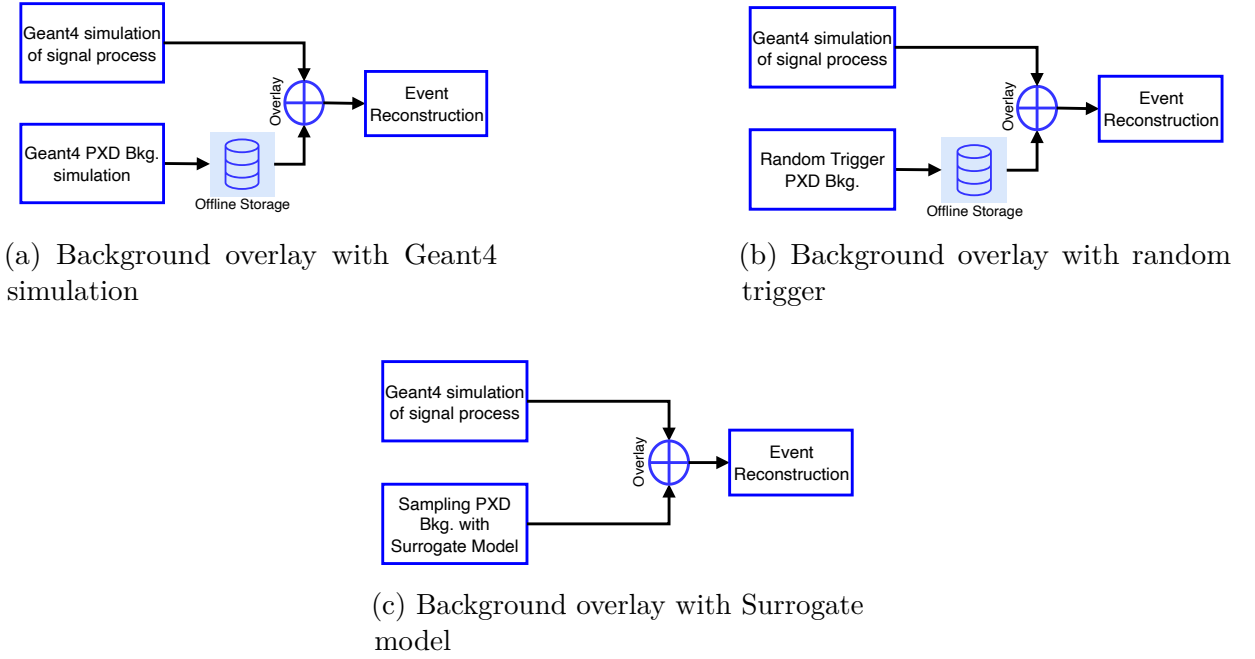 Geant4 simulation
of signal process
Overlay
Event
Reconstruction
Geant4 PXD Bkg.
simulation
Offline Storage
(a) Background overlay with Geant4
simulation
Geant4 simulation
of signal process
Overlay
Event
Reconstruction
Random Trigger
PXD Bkg.
Offline Storage
(b) Background overlay with random
trigger
Geant4 simulation
of signal process
Overlay
Event
Reconstruction
Sampling PXD
Bkg. with
Surrogate Model
(c) Background overlay with Surrogate
model